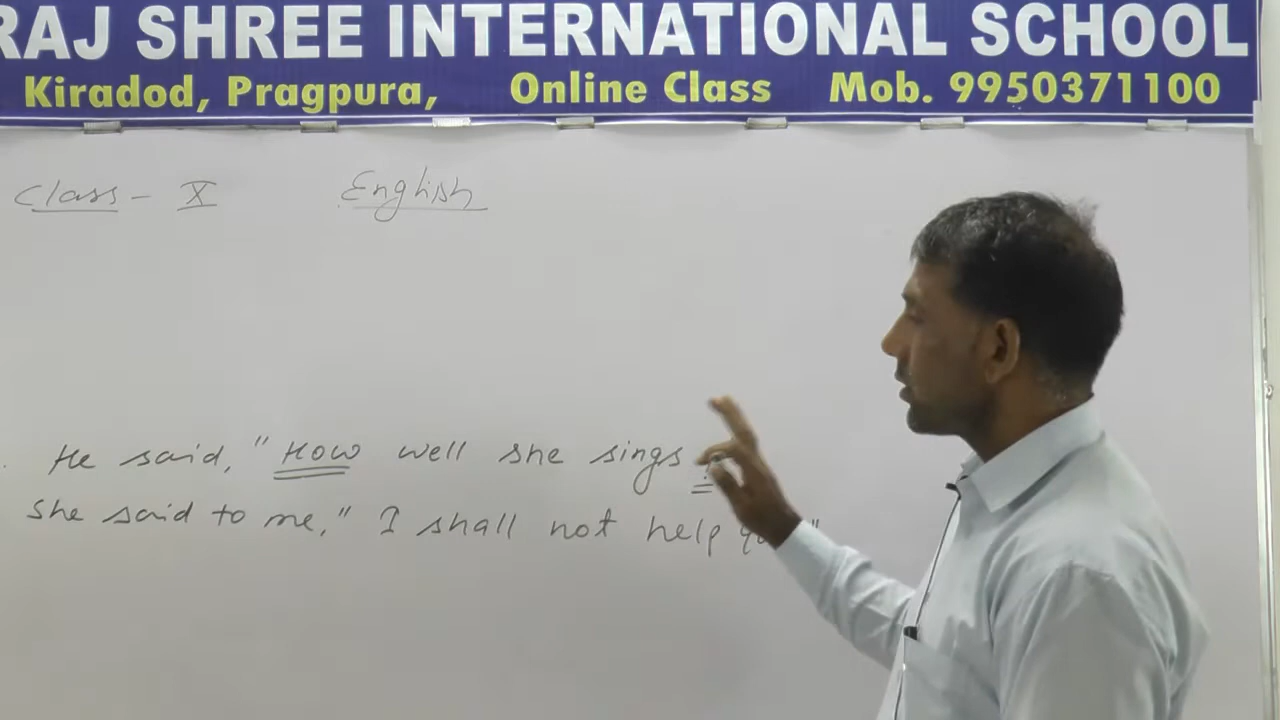 RAJ SHREE INTERNATIONAL SCHOOL
Kiradod, Pragpura, Online Class Mob. 9950371100
Class - X English
He said, " How well she sings
She said to me, " I shall not help